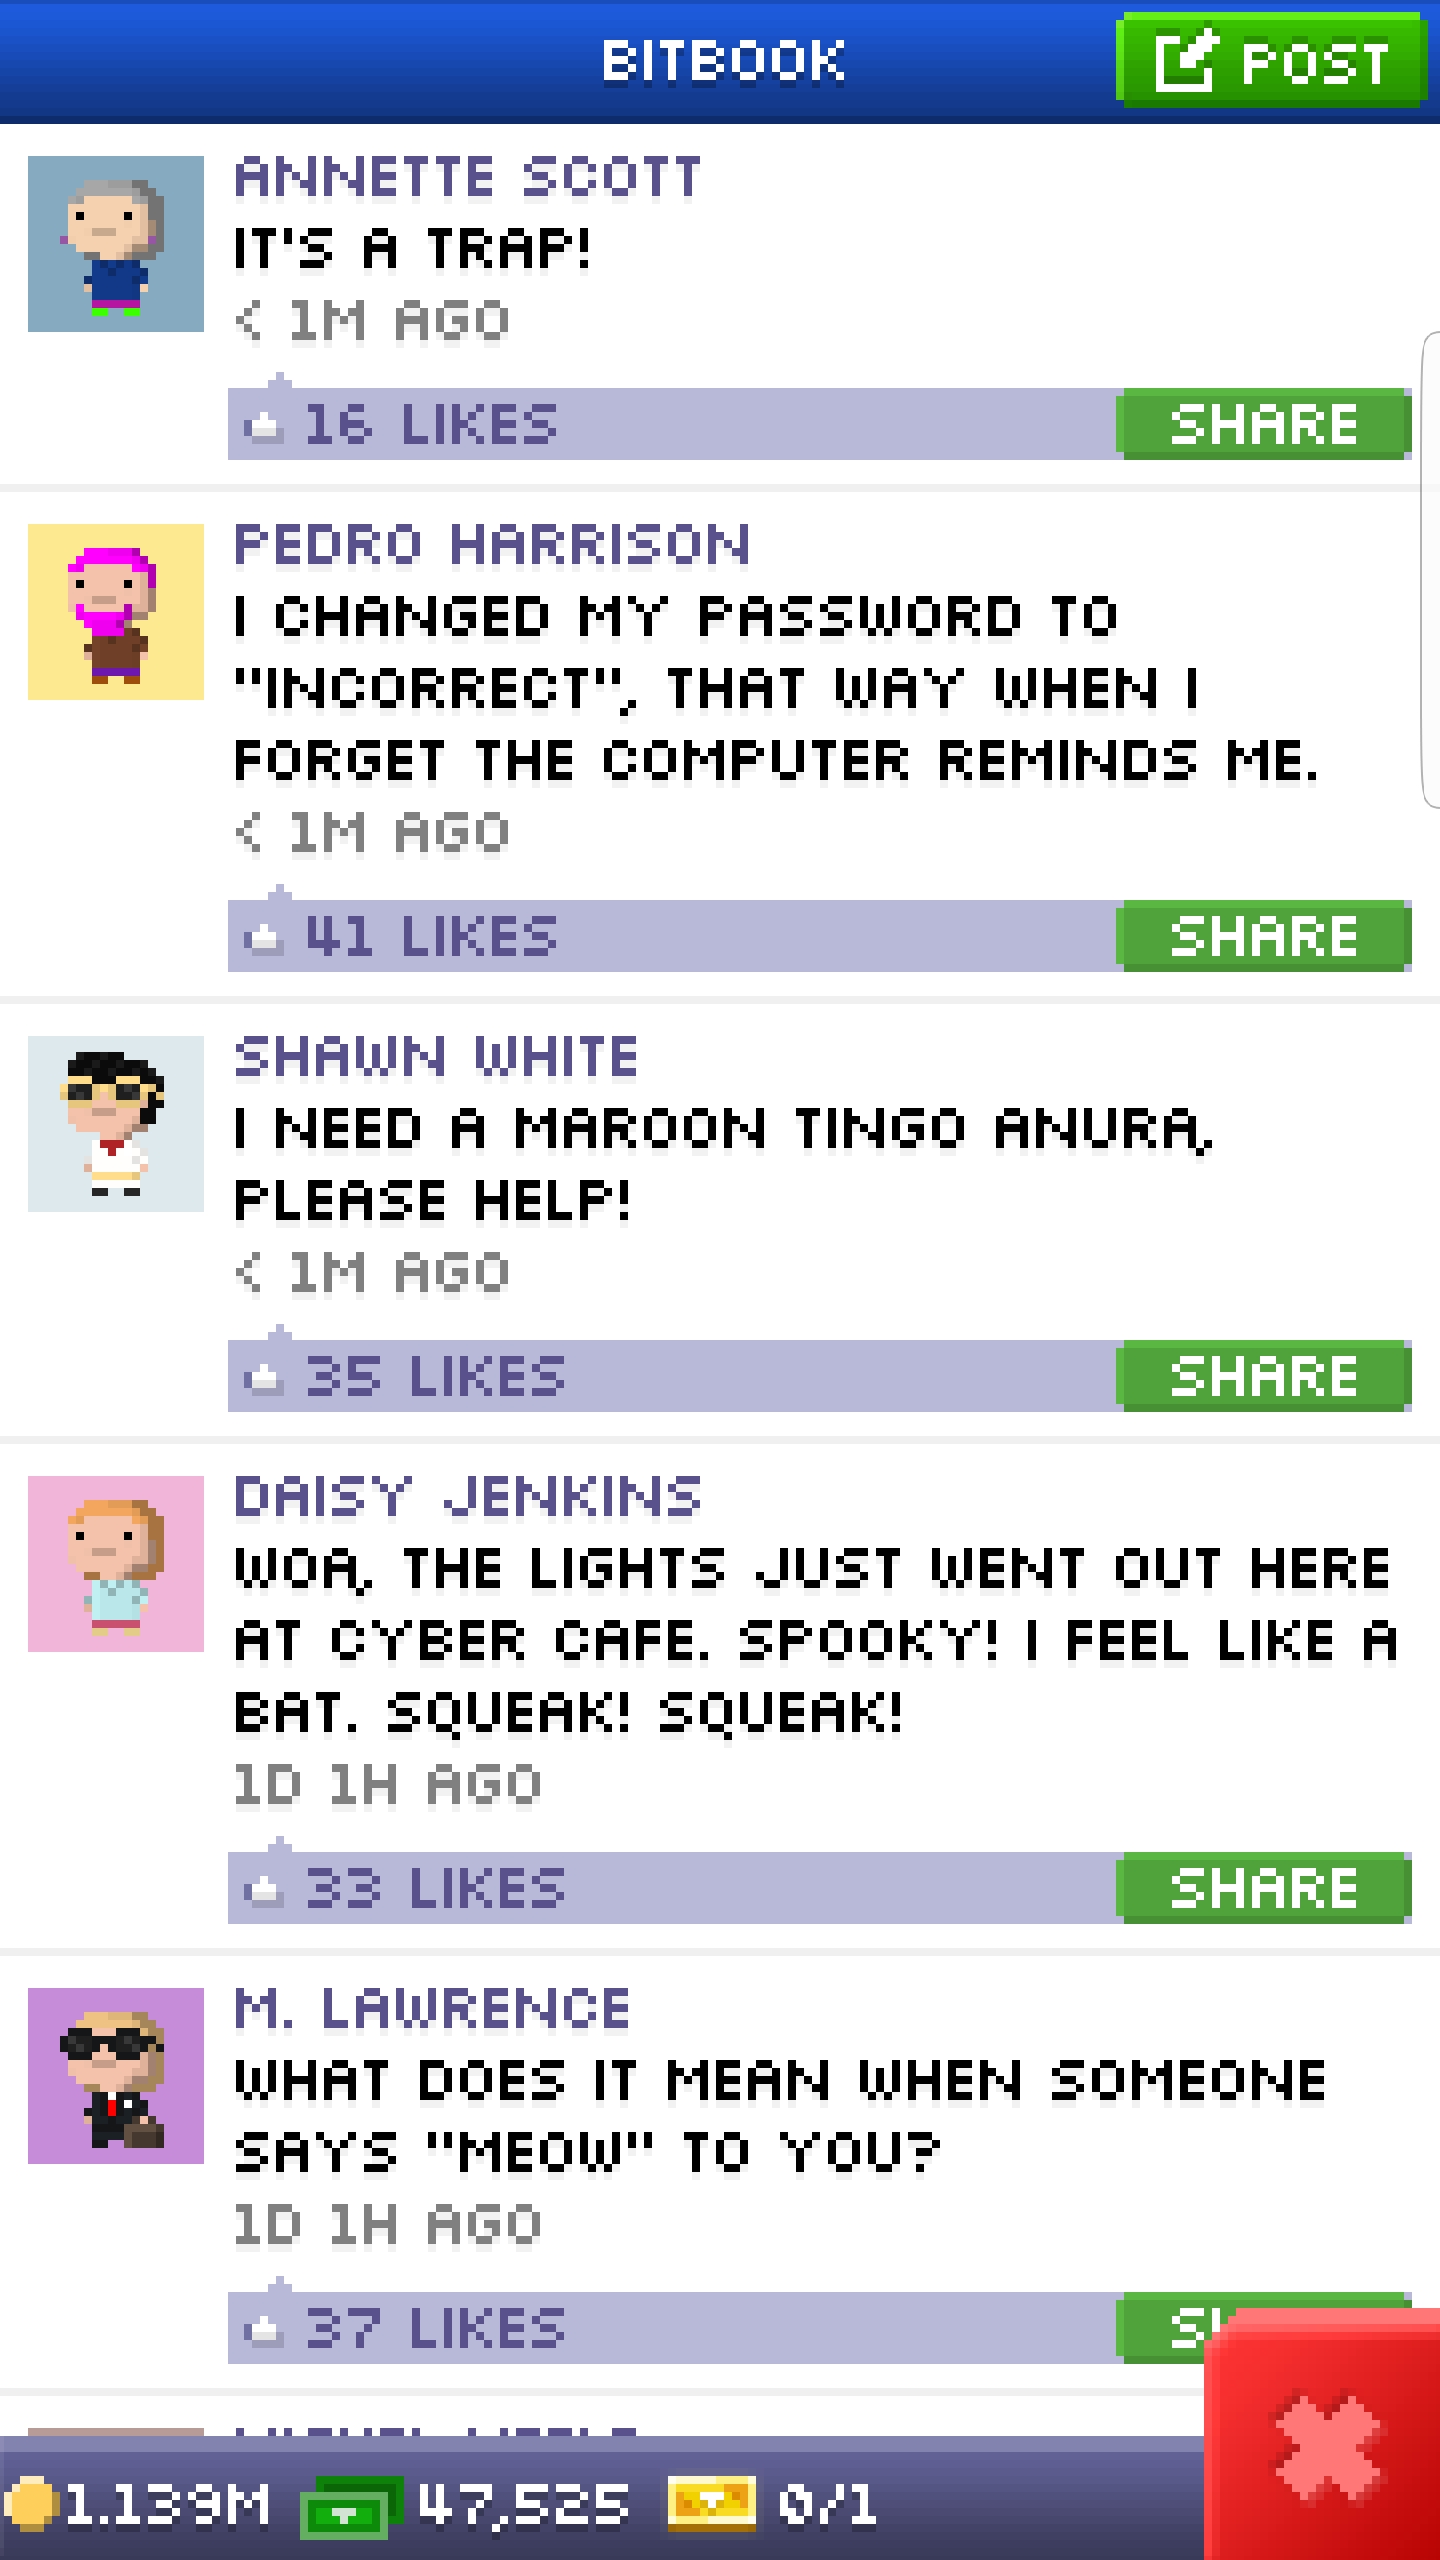 BITBOOK
POST
ANNETTE SCOTT
IT'S A TRAP!
< 1M AGO
16 LIKES
SHARE
PEDRO HARRISON
I CHANGED MY PASSWORD TO
"INCORRECT", THAT WAY WHEN I
FORGET THE COMPUTER REMINDS ME.
< 1M AGO
41 LIKES
SHARE
SHAWN WHITE
I NEED A MAROON TINGO ANURA,
PLEASE HELP!
< 1M AGO
35 LIKES
SHARE
DAISY JENKINS
WOA, THE LIGHTS JUST WENT OUT HERE
AT CYBER CAFE. SPOOKY! I FEEL LIKE A
BAT. SQUEAK! SQUEAK!
1D 1H AGO
33 LIKES
SHARE
M. LAWRENCE
WHAT DOES IT MEAN WHEN SOMEONE
SAYS "MEOW" TO YOU?
1D 1H AGO
37 LIKES
1.139M
47,525
0/1